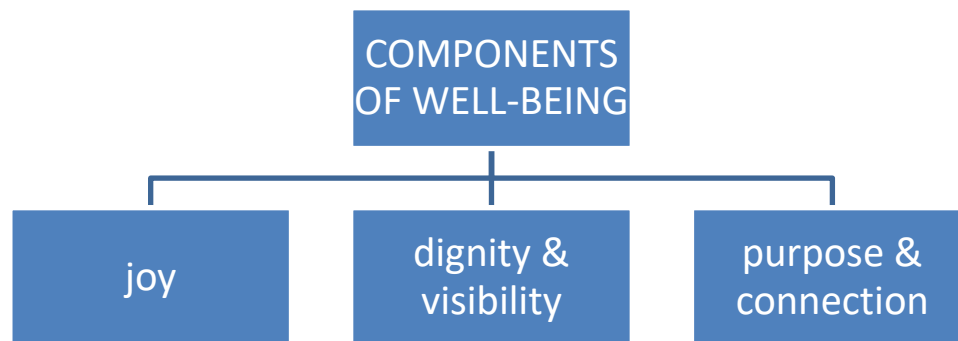 COMPONENTS
OF WELL-BEING
joy
dignity &
visibility
purpose &
connection